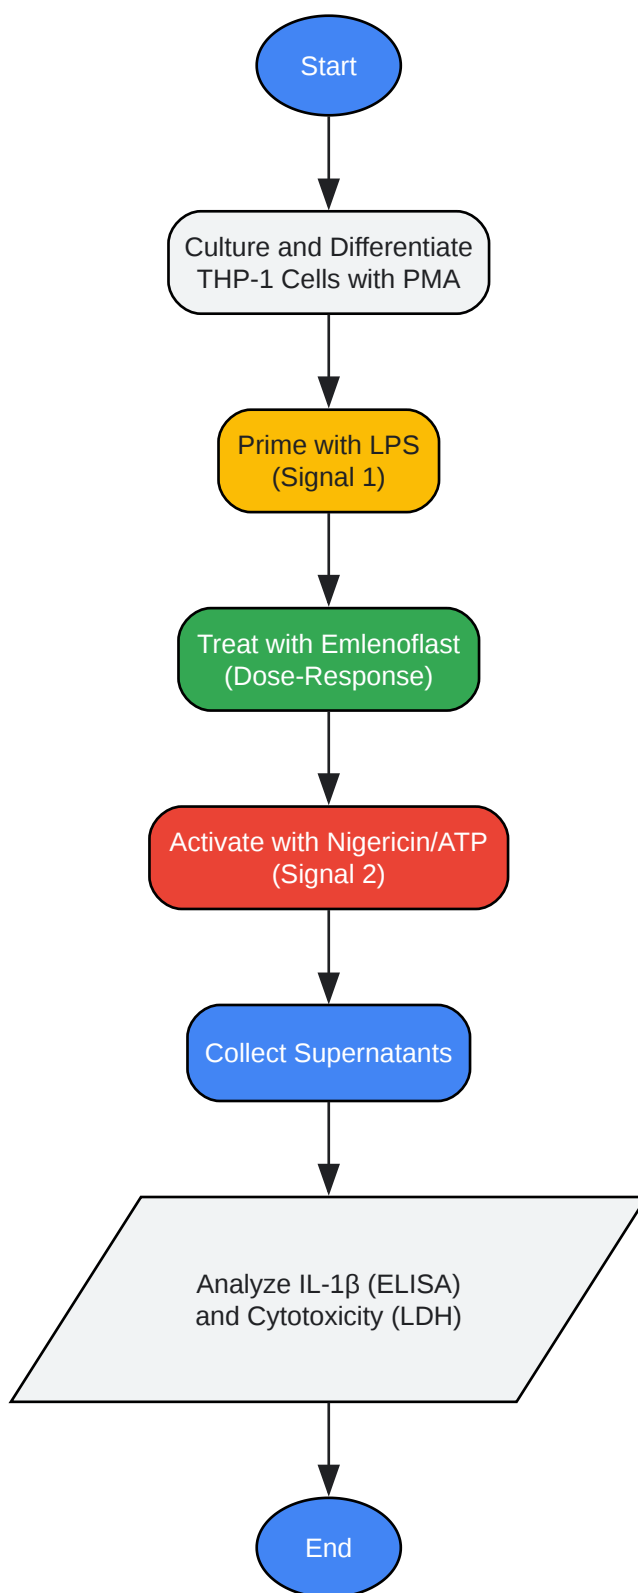 Start
Culture and Differentiate
THP-1 Cells with PMA
Prime with LPS
(Signal 1)
Treat with Emlenoflast
(Dose-Response)
Activate with Nigericin/ATP
(Signal 2)
Collect Supernatants
Analyze IL-1β (ELISA)
and Cytotoxicity (LDH)
End